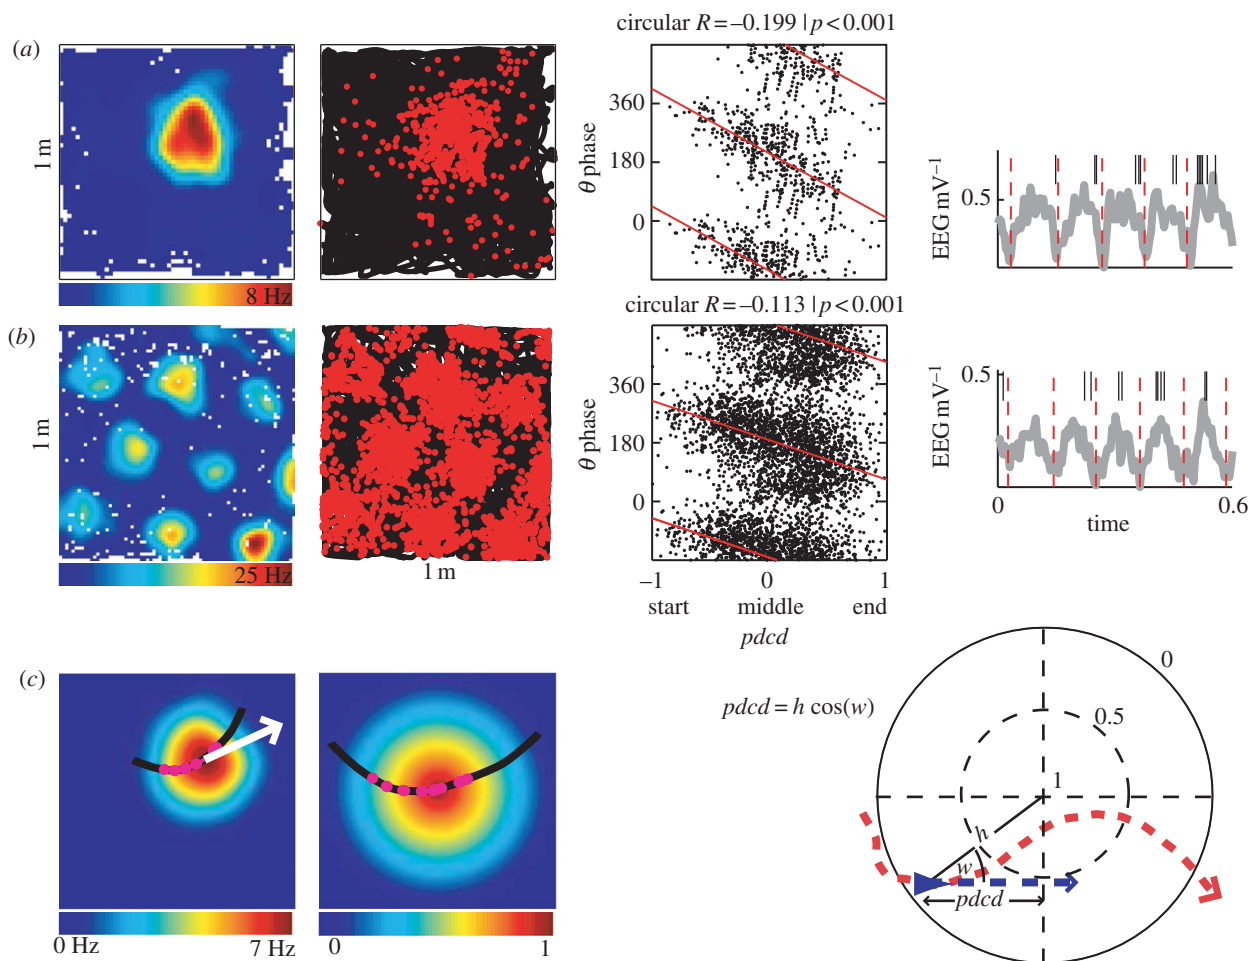 (a)
1 m
8 Hz
circular R = –0.199 | p < 0.001
θ phase
360
180
0
EEG mV⁻¹
0.5
(b)
1 m
25 Hz
1 m
circular R = –0.113 | p < 0.001
θ phase
360
180
0
–1 0 1
start middle end
pdcd
EEG mV⁻¹
0.5
0 0.6
time
(c)
0 Hz 7 Hz
0 1
pdcd = h cos(w)
0
0.5
1
h
w
pdcd